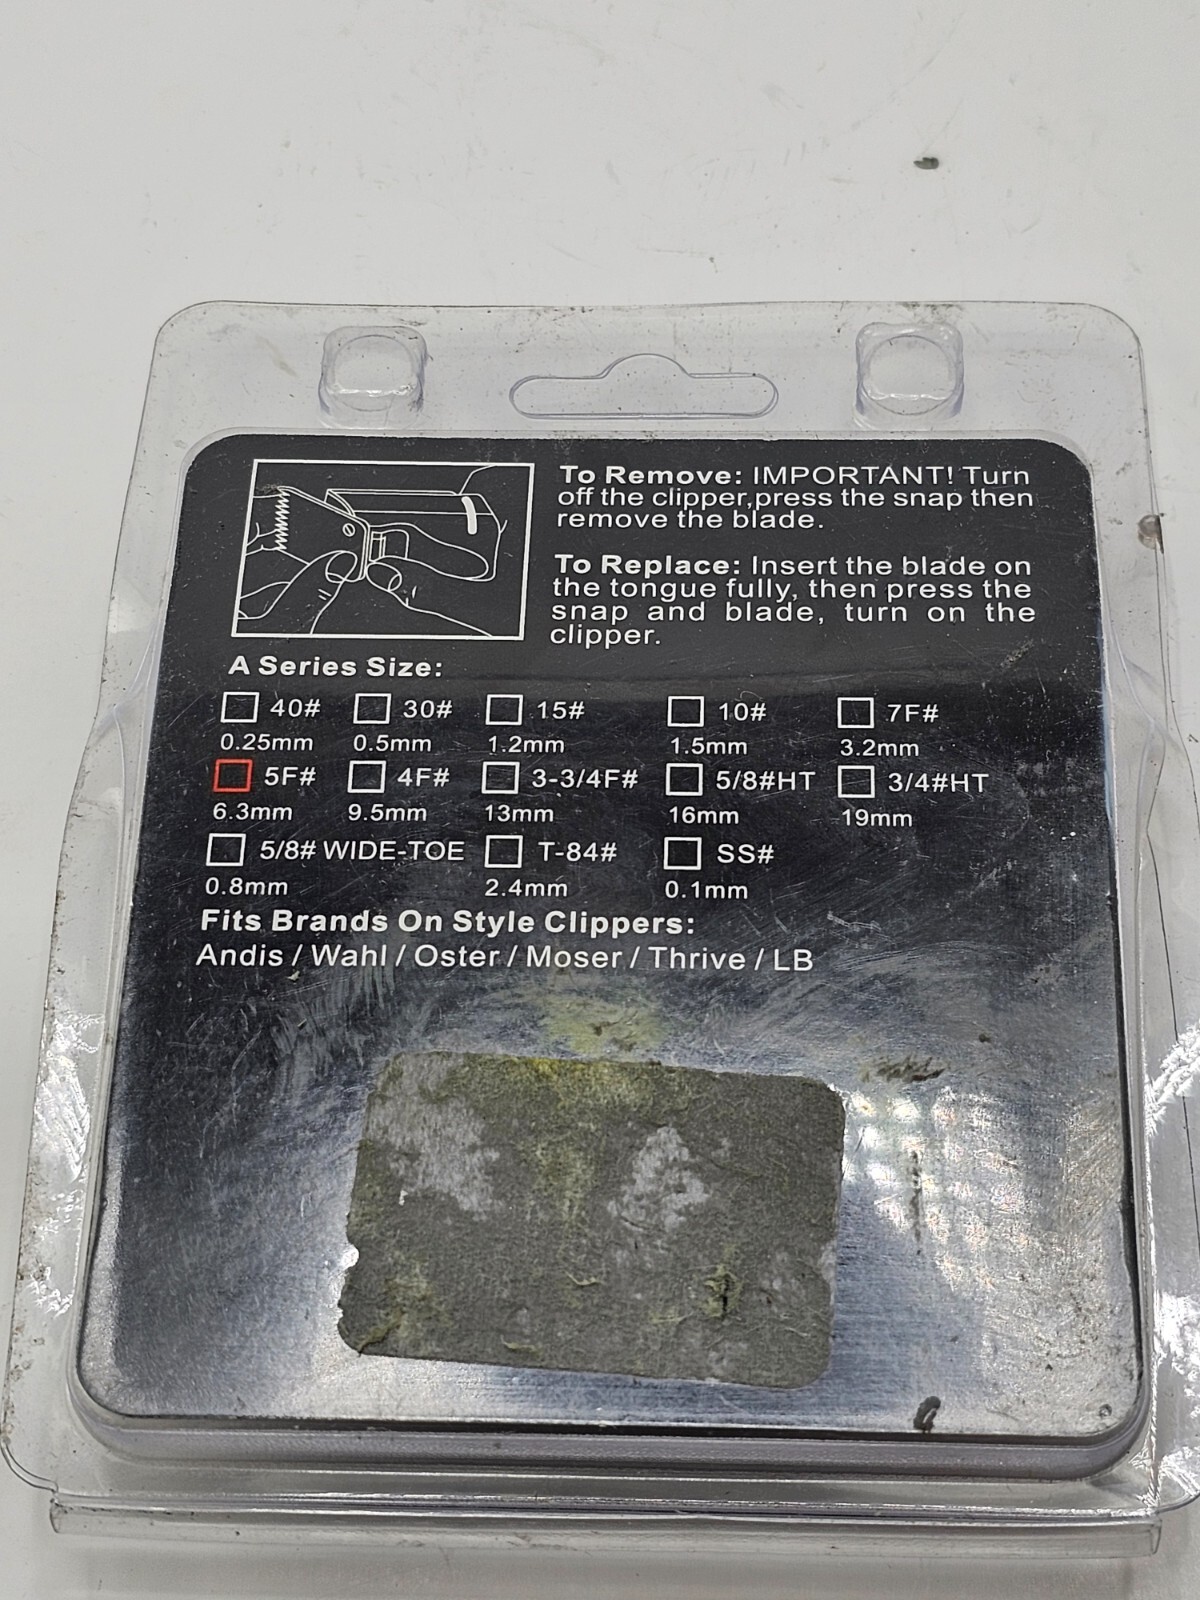 To Remove: IMPORTANT! Turn
off the clipper,press the snap then
remove the blade.
To Replace: Insert the blade on
the tongue fully, then press the
snap and blade, turn on the
clipper.
A Series Size:
40# 30# 15# 10# 7F#
0.25mm 0.5mm 1.2mm 1.5mm 3.2mm
5F# 4F# 3-3/4F# 5/8#HT 3/4#HT
6.3mm 9.5mm 13mm 16mm 19mm
5/8# WIDE-TOE T-84# SS#
0.8mm 2.4mm 0.1mm
Fits Brands On Style Clippers:
Andis / Wahl / Oster / Moser / Thrive / LB